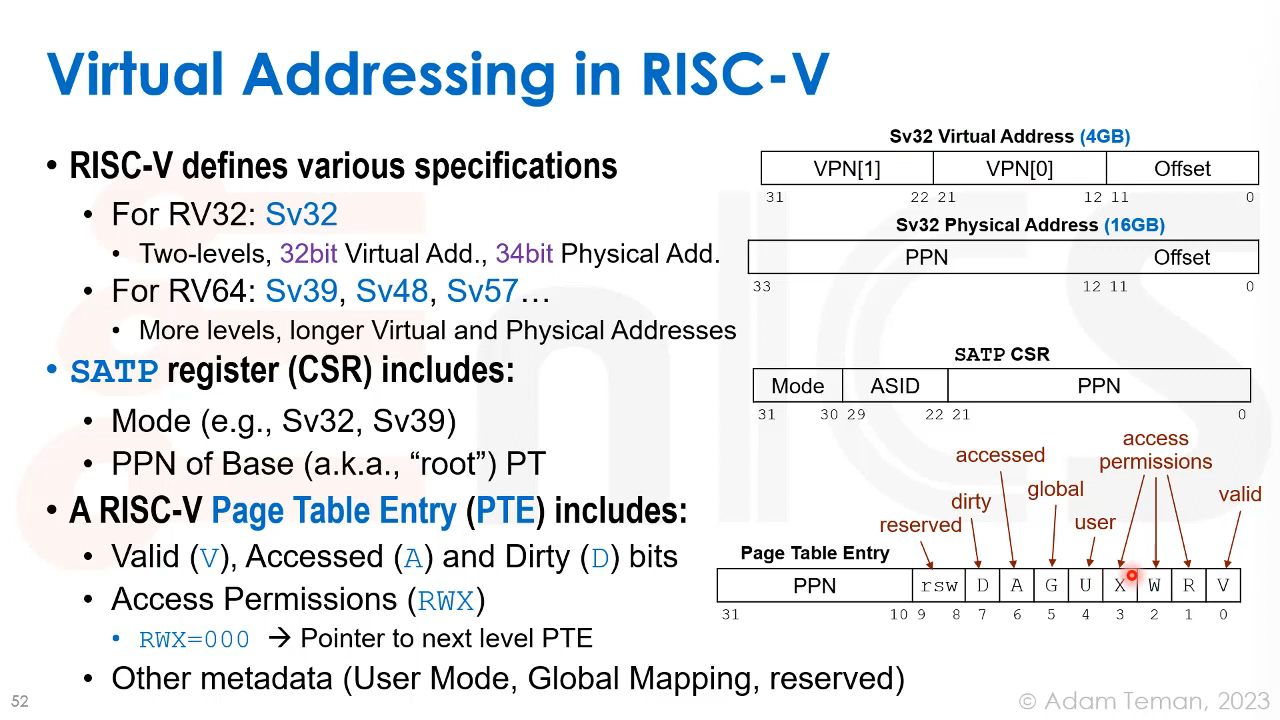 Virtual Addressing in RISC-V
• RISC-V defines various specifications
• For RV32: Sv32
• Two-levels, 32bit Virtual Add., 34bit Physical Add.
• For RV64: Sv39, Sv48, Sv57…
• More levels, longer Virtual and Physical Addresses
• SATP register (CSR) includes:
• Mode (e.g., Sv32, Sv39)
• PPN of Base (a.k.a., “root”) PT
• A RISC-V Page Table Entry (PTE) includes:
• Valid (V), Accessed (A) and Dirty (D) bits
• Access Permissions (RWX)
• RWX=000 → Pointer to next level PTE
• Other metadata (User Mode, Global Mapping, reserved)
Sv32 Virtual Address (4GB)
VPN[1] VPN[0] Offset
31 22 21 12 11 0
Sv32 Physical Address (16GB)
PPN Offset
33 12 11 0
SATP CSR
Mode ASID PPN
31 30 29 22 21 0
access
permissions
accessed
global
valid
dirty
user
reserved
Page Table Entry
PPN rsw D A G U X W R V
31 10 9 8 7 6 5 4 3 2 1 0
52
© Adam Teman, 2023
EnICS